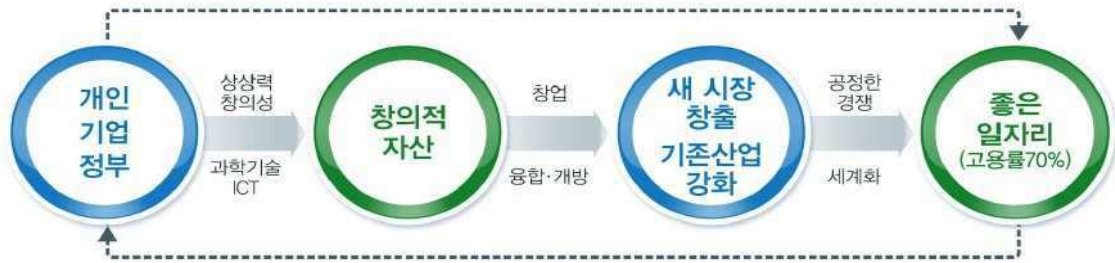 개인
기업
정부
상상력
창의성
과학기술
ICT
창의적
자산
창업
융합·개방
새 시장
창출
기존산업
강화
공정한
경쟁
세계화
좋은
일자리
(고용률70%)